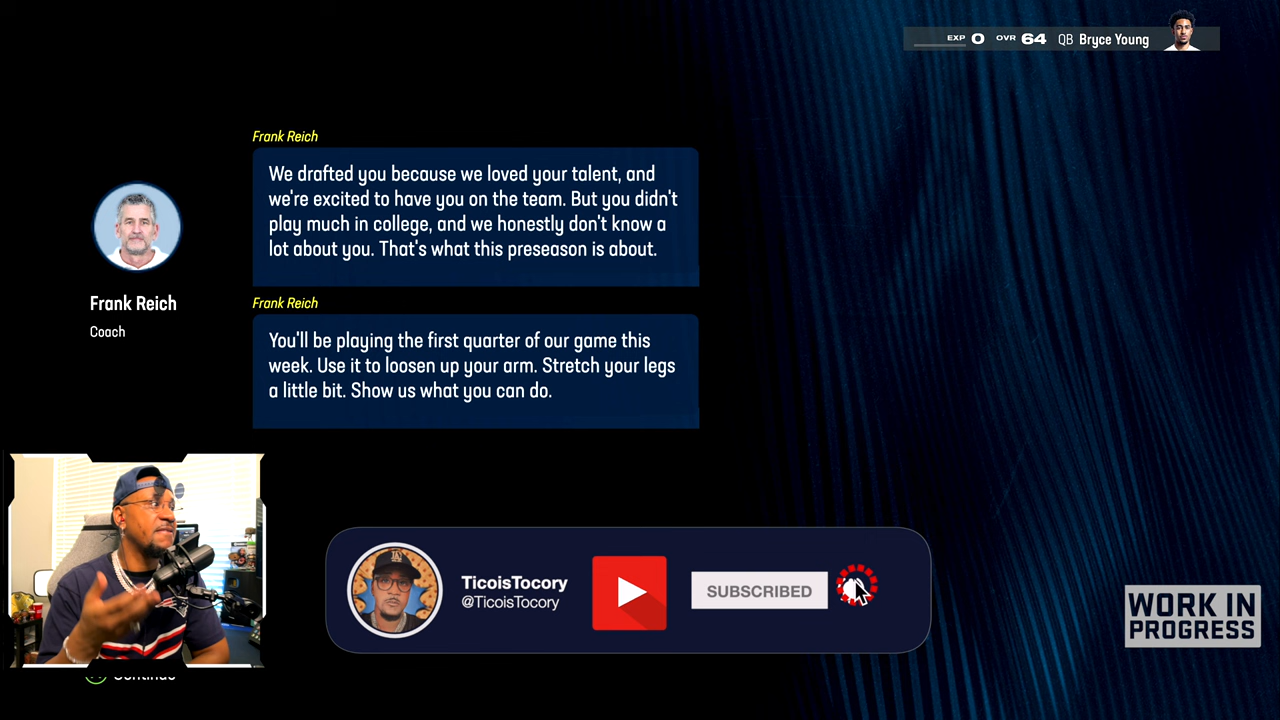 EXP 0 OVR 64 QB Bryce Young
Frank Reich
We drafted you because we loved your talent, and
we're excited to have you on the team. But you didn't
play much in college, and we honestly don't know a
lot about you. That's what this preseason is about.
Frank Reich
Coach
Frank Reich
You'll be playing the first quarter of our game this
week. Use it to loosen up your arm. Stretch your legs
a little bit. Show us what you can do.
TicoisTocory
@TicoisTocory
SUBSCRIBED
WORK IN
PROGRESS
Continue